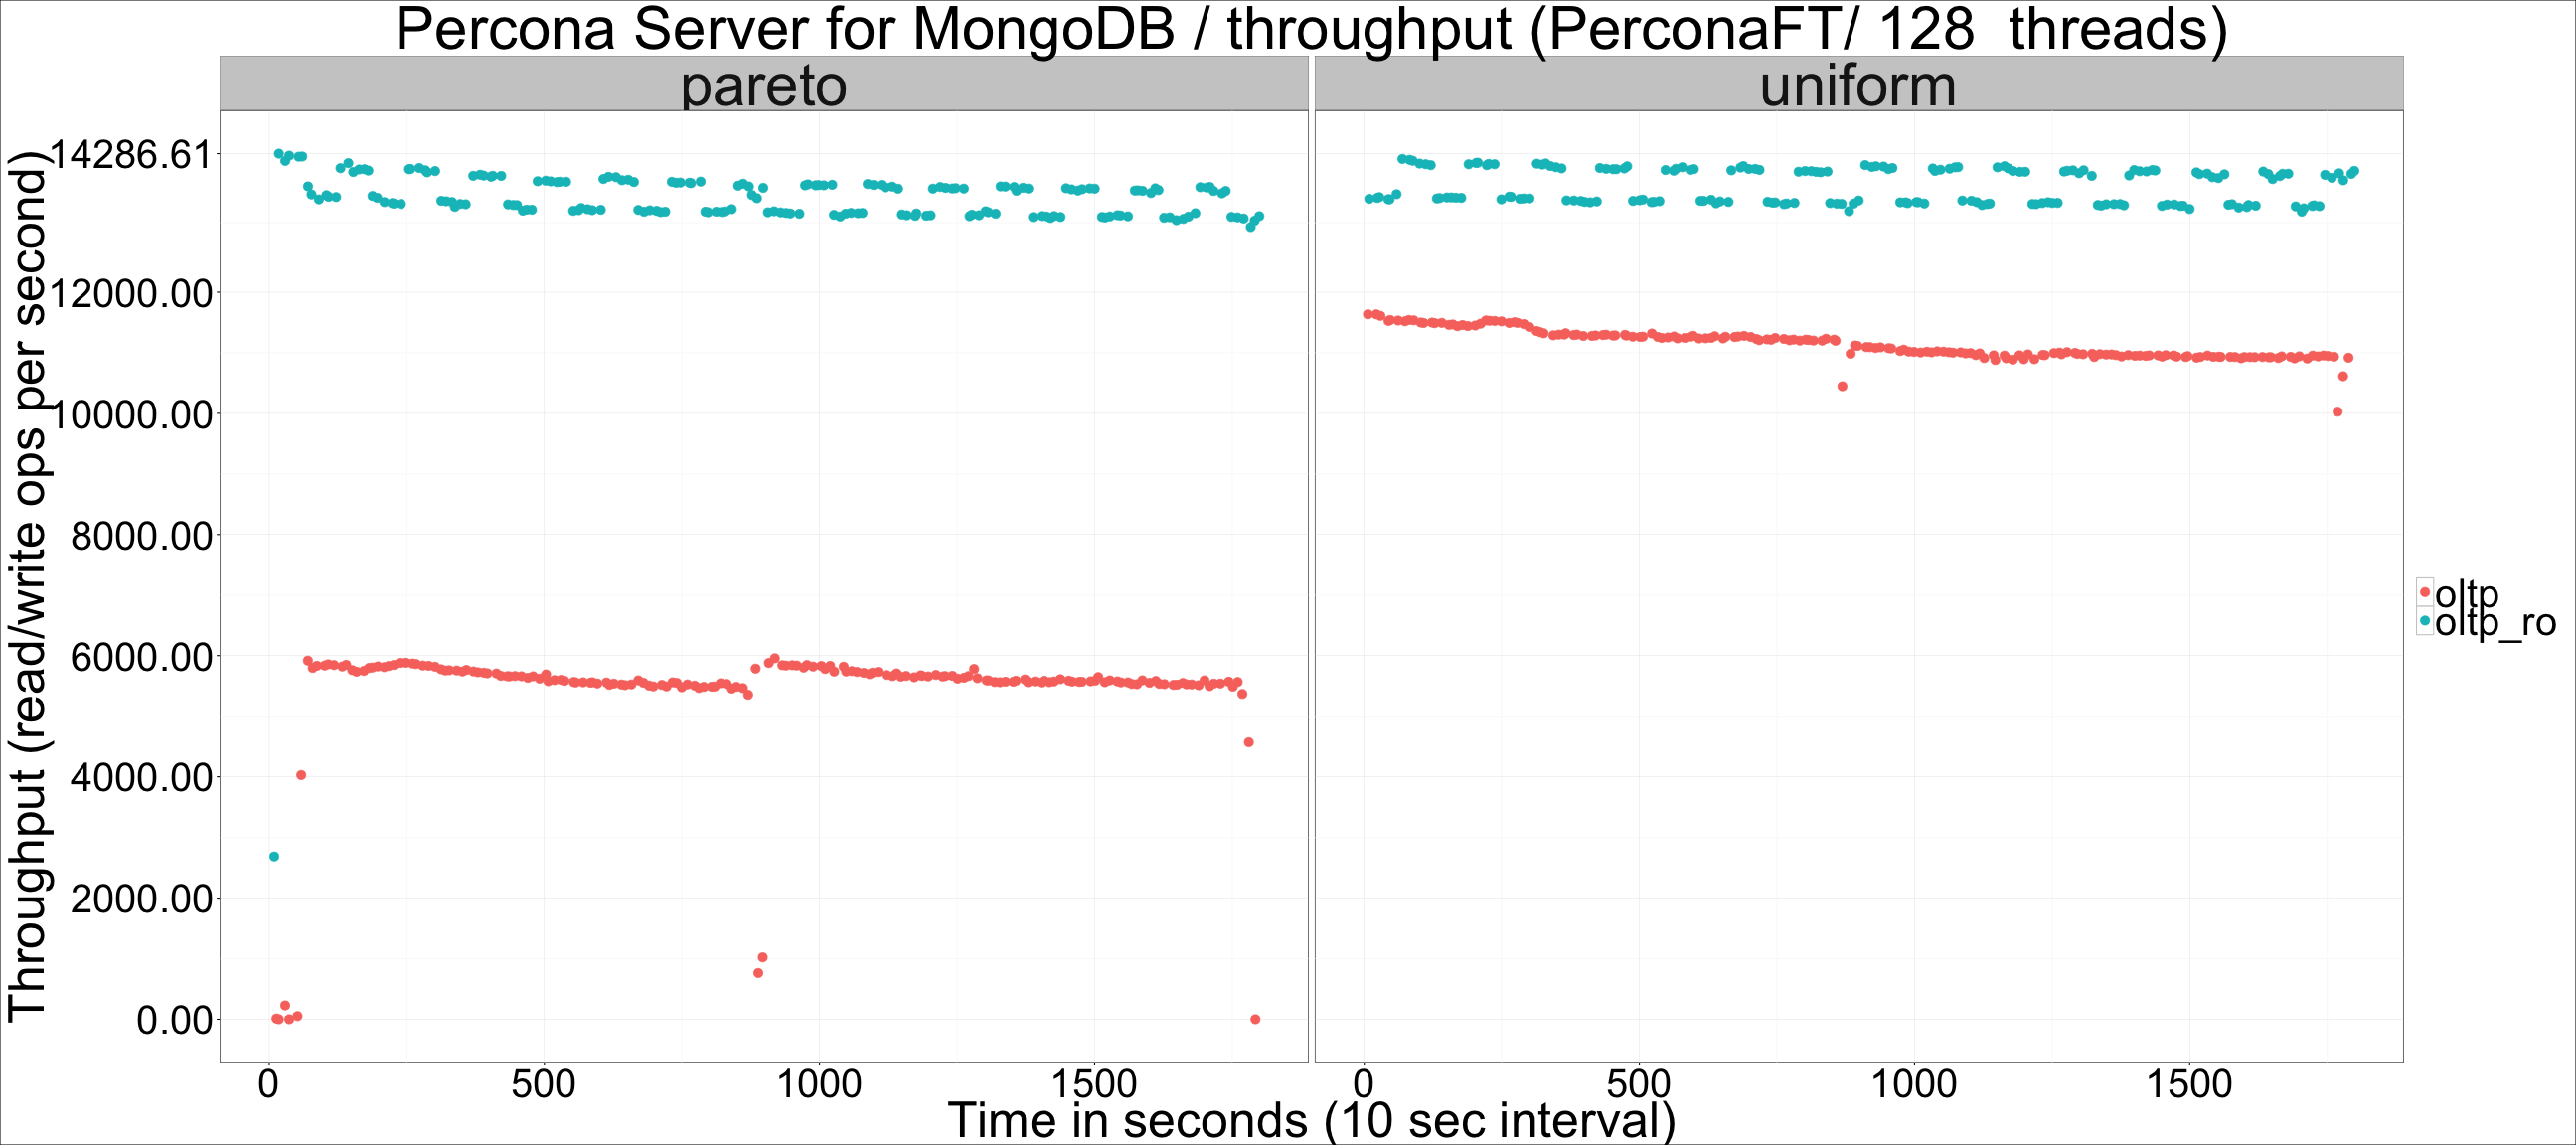 Percona Server for MongoDB / throughput (PerconaFT/ 128  threads)
pareto
uniform
Throughput (read/write ops per second)
14286.61
12000.00
10000.00
8000.00
6000.00
4000.00
2000.00
0.00
0 500 1000 1500
0 500 1000 1500
Time in seconds (10 sec interval)
oltp
oltp_ro